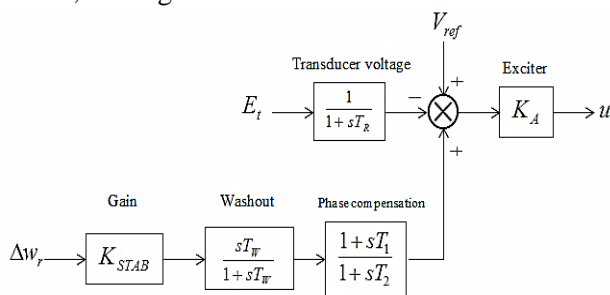 V_ref
Transducer voltage
Exciter
E_t
1 / (1 + sT_R)
−
+
+
K_A
u
Gain
Washout
Phase compensation
Δw_r
K_STAB
sT_W / (1 + sT_W)
(1 + sT_1) / (1 + sT_2)